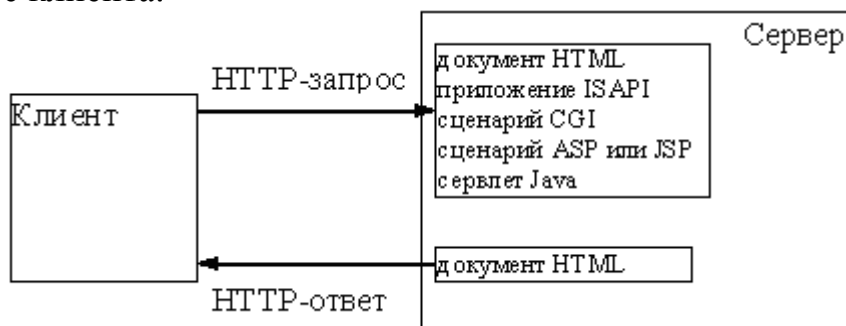 клиента.
Сервер
HTTP-запрос
Клиент
документ HTML
приложение ISAPI
сценарий CGI
сценарий ASP или JSP
сервлет Java
документ HTML
HTTP-ответ